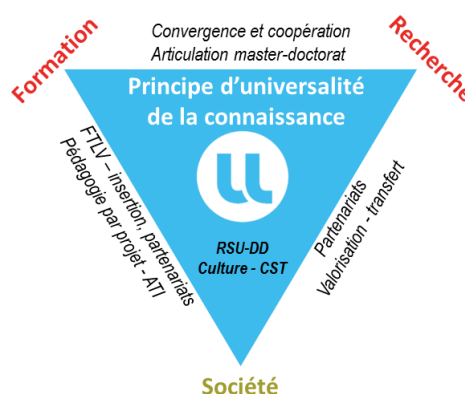 Convergence et coopération
Articulation master-doctorat
Formation
Recherche
Principe d'universalité
de la connaissance
FTLV – insertion, partenariats
Pédagogie par projet - ATI
Partenariats
Valorisation - transfert
RSU-DD
Culture - CST
Société